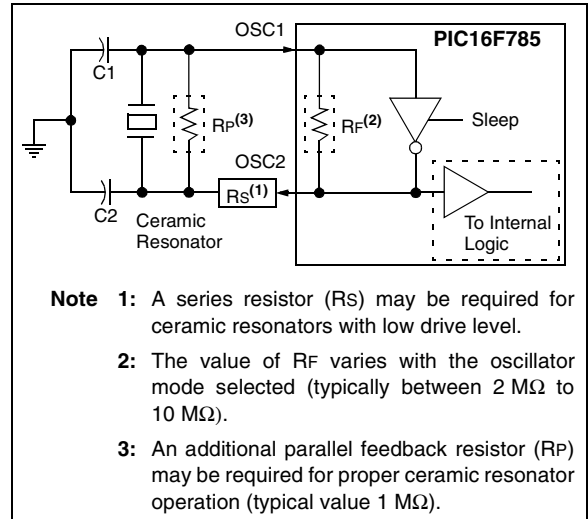 OSC1
PIC16F785
C1
RP(3)
RF(2)
Sleep
OSC2
RS(1)
C2
Ceramic
Resonator
To Internal
Logic
Note 1: A series resistor (RS) may be required for
ceramic resonators with low drive level.
2: The value of RF varies with the oscillator
mode selected (typically between 2 MΩ to
10 MΩ).
3: An additional parallel feedback resistor (RP)
may be required for proper ceramic resonator
operation (typical value 1 MΩ).